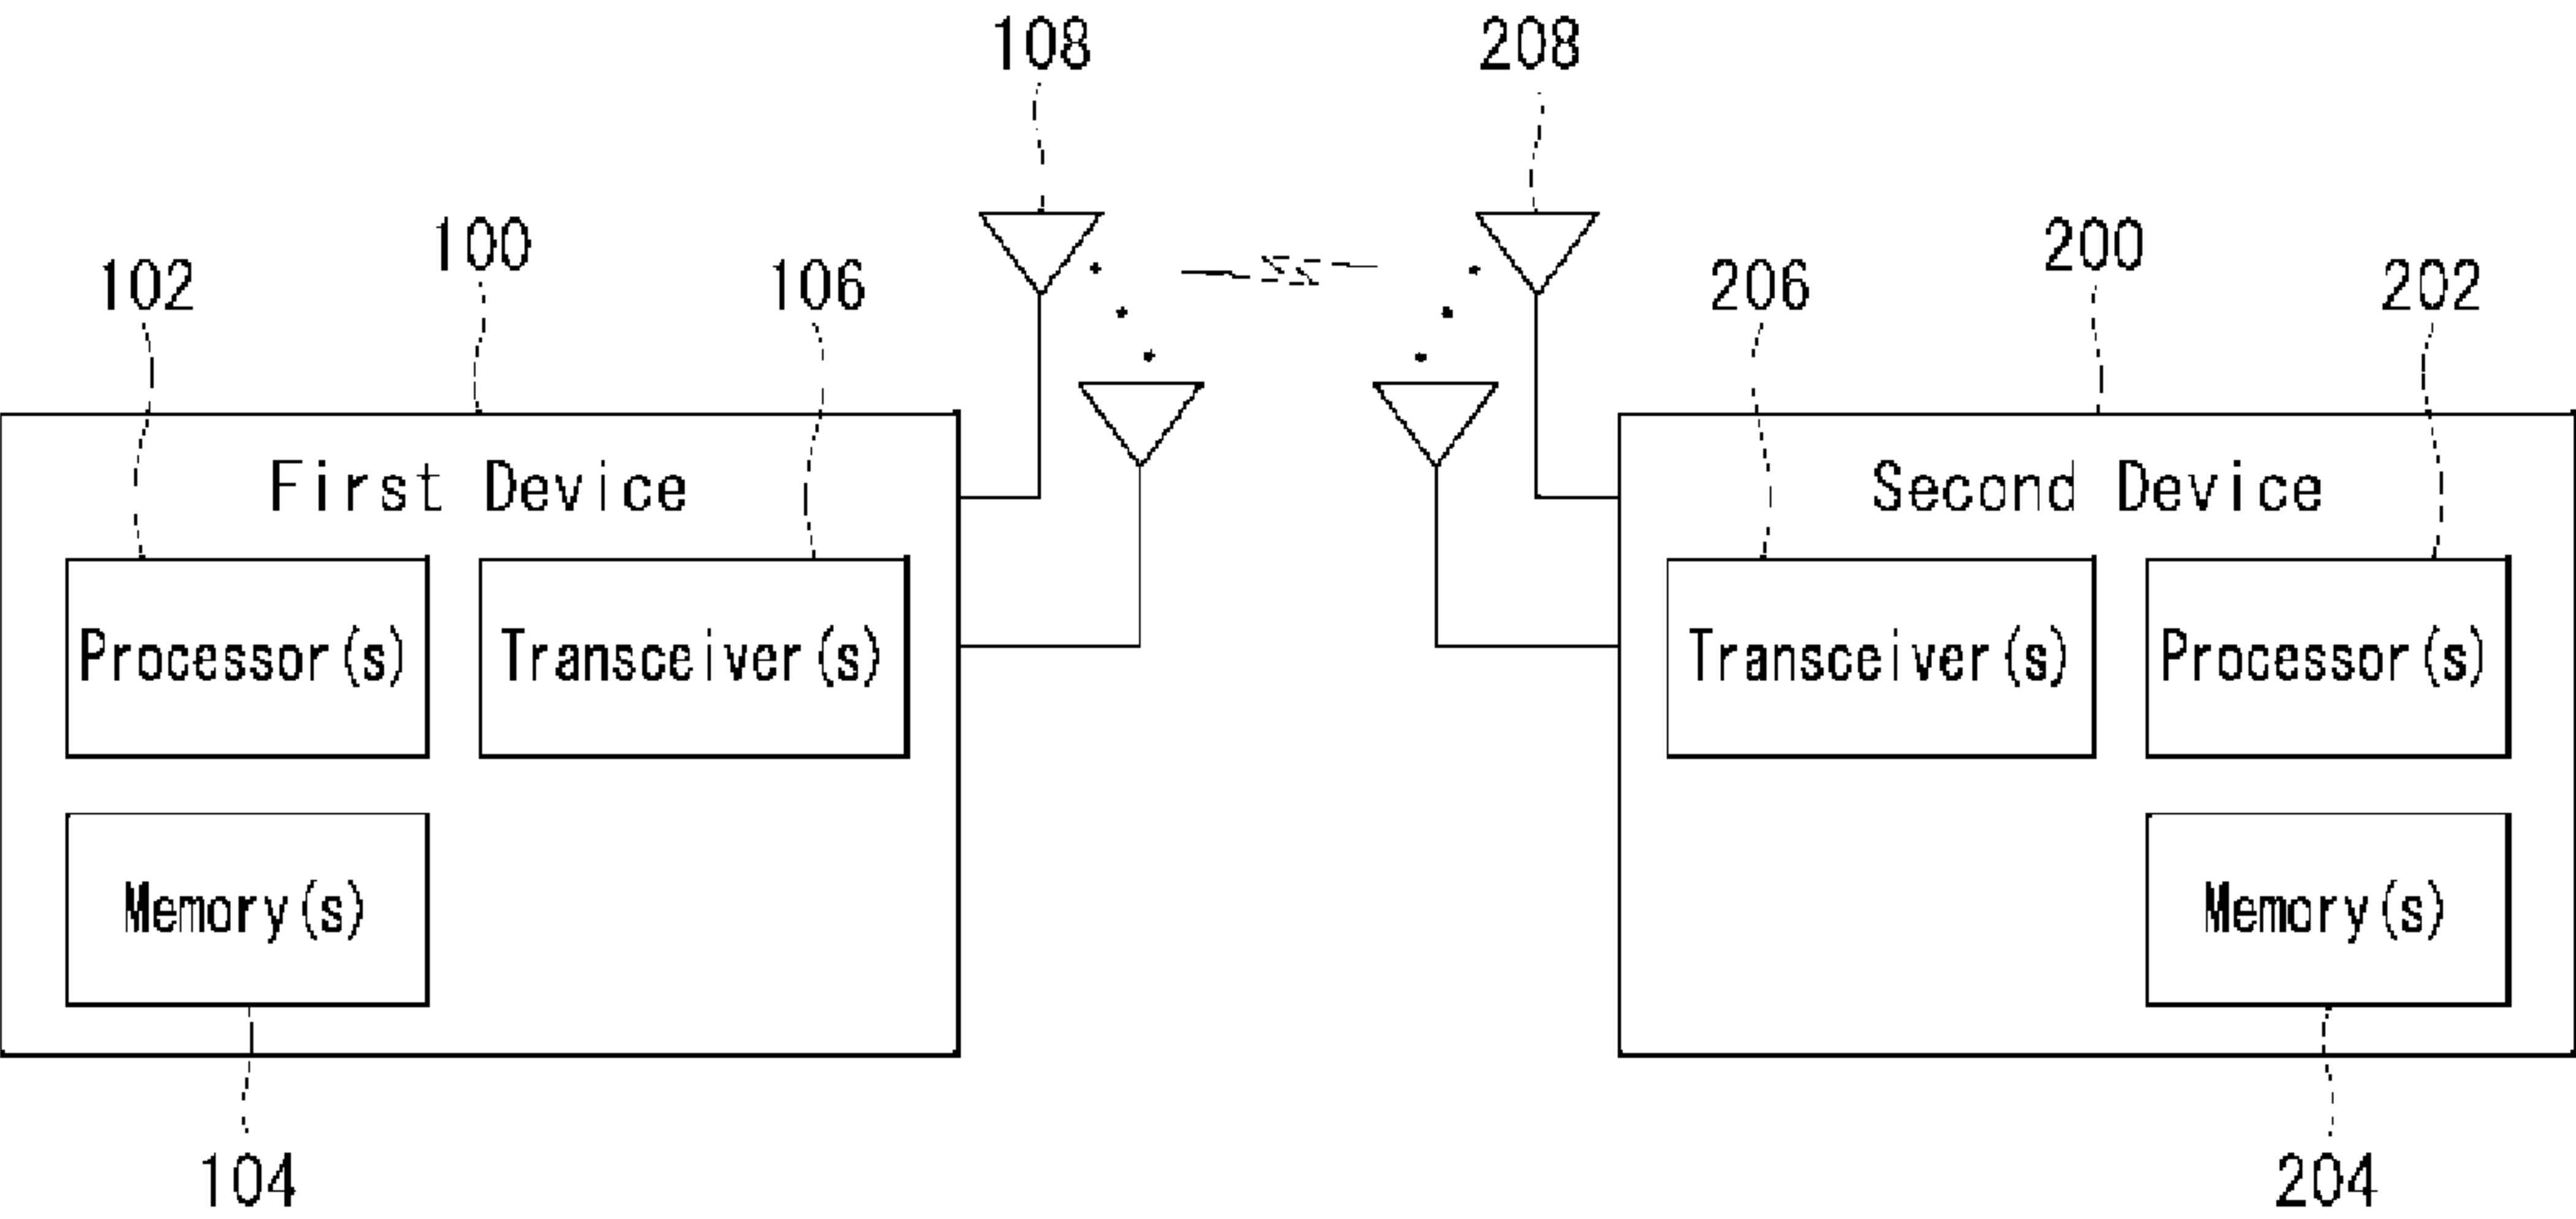 108 208
100 200
102 106 206 202
First Device Second Device
Processor(s) Transceiver(s) Transceiver(s) Processor(s)
Memory(s) Memory(s)
104 204